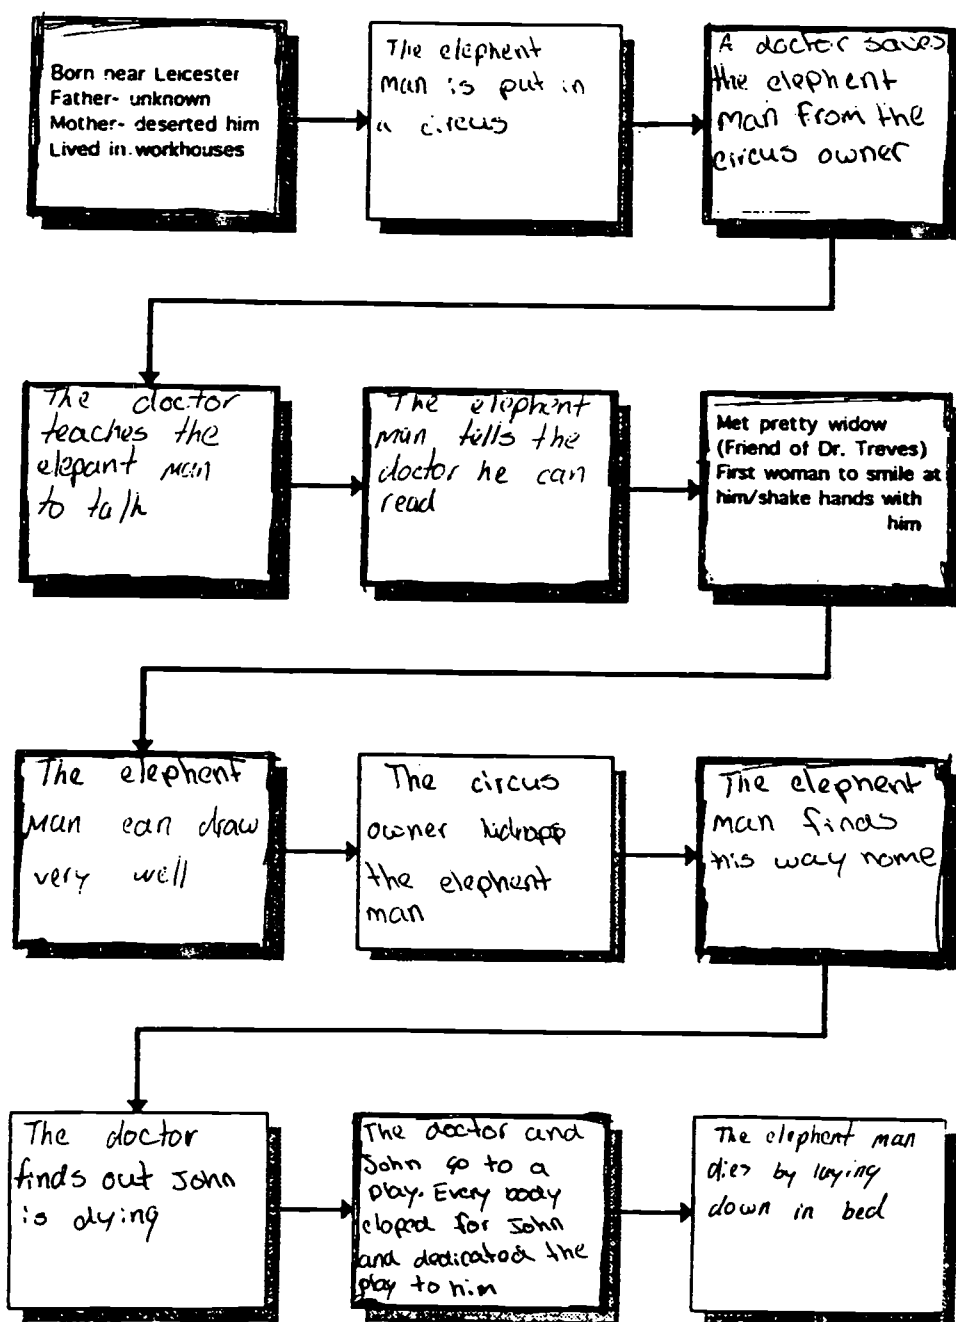 Born near Leicester
Father- unknown
Mother- deserted him
Lived in workhouses
The elephent
man is put in
a circus
A doctor saves
the elephent
man from the
circus owner
The doctor
teaches the
elepant man
to talk
The elephent
man tells the
doctor he can
read
Met pretty widow
(Friend of Dr. Treves)
First woman to smile at
him/shake hands with
him
The elephent
man can draw
very well
The circus
owner kidnapps
the elephent
man
The elephent
man finds
his way home
The doctor
finds out John
is dying
The doctor and
John go to a
play. Every body
claped for John
and dedicated the
play to him
The elephent man
dies by laying
down in bed